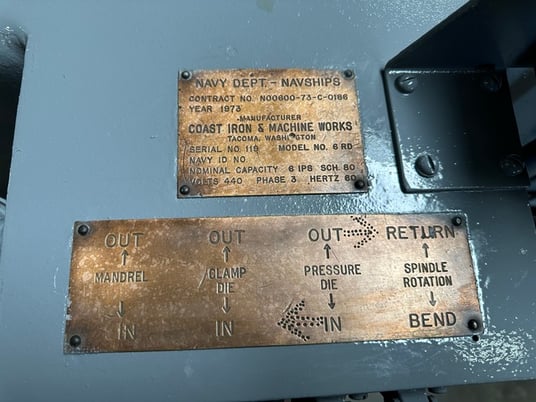 NAVY DEPT. - NAVSHIPS
CONTRACT NO. N00600-73-C-0186
YEAR 1973
MANUFACTURER
COAST IRON & MACHINE WORKS
TACOMA, WASHINGTON
SERIAL NO. 119 MODEL NO. 6 RD
NAVY ID NO.
NOMINAL CAPACITY 6 IPS SCH. 80
VOLTS 440 PHASE 3 HERTZ 60
OUT OUT OUT RETURN
MANDREL CLAMP DIE PRESSURE DIE SPINDLE ROTATION
IN IN IN BEND